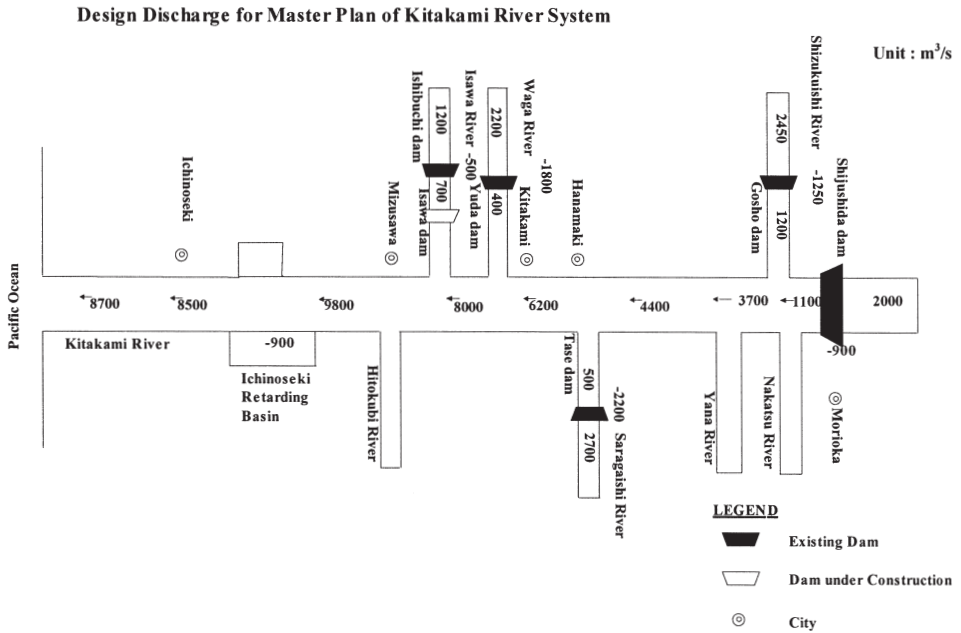 Design Discharge for Master Plan of Kitakami River System
Unit : m³/s
Ichinoseki
Mizusawa
Ishibuchi dam
1200
Isawa River -500
700
Isawa dam
Yuda dam
2200
400
Waga River
-1800
Kitakami
Hanamaki
2450
Shizukuishi River
-1250
Gosho dam
1200
Shijushida dam
Pacific Ocean
8700
8500
9800
8000
6200
4400
3700
1100
2000
Kitakami River
-900
-900
Ichinoseki
Retarding
Basin
Hitokubi River
Tase dam
500
-2200
2700
Saragaishi River
Yana River
Nakatsu River
Morioka
LEGEND
Existing Dam
Dam under Construction
City